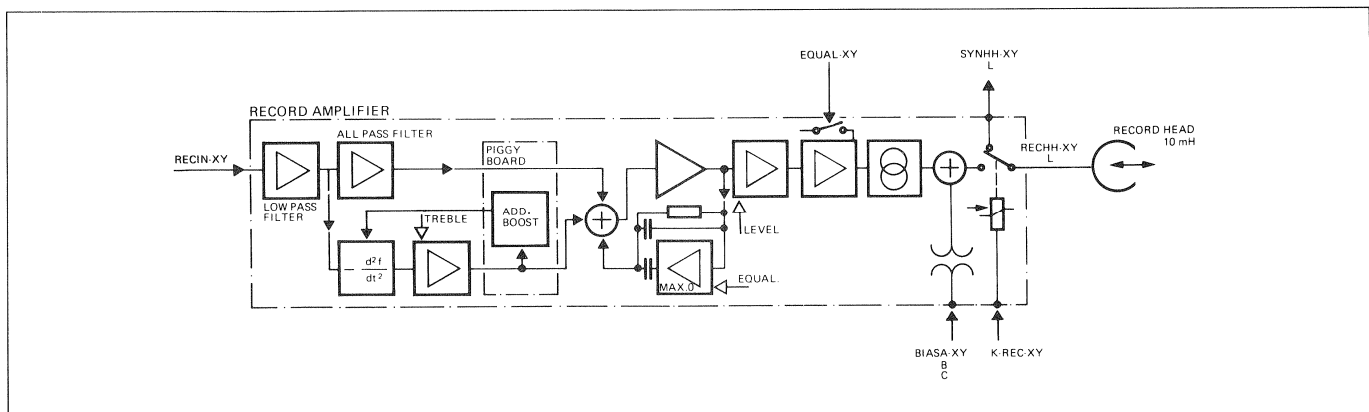 EQUAL-XY
SYNHH-XY
L
RECORD AMPLIFIER
ALL PASS FILTER
RECORD HEAD
10 mH
PIGGY
BOARD
RECHH-XY
L
RECIN-XY
LOW PASS
FILTER
TREBLE
ADD.
BOOST
LEVEL
- d²f
dt²
MAX.0
EQUAL.
BIASA-XY
B
C
K-REC-XY